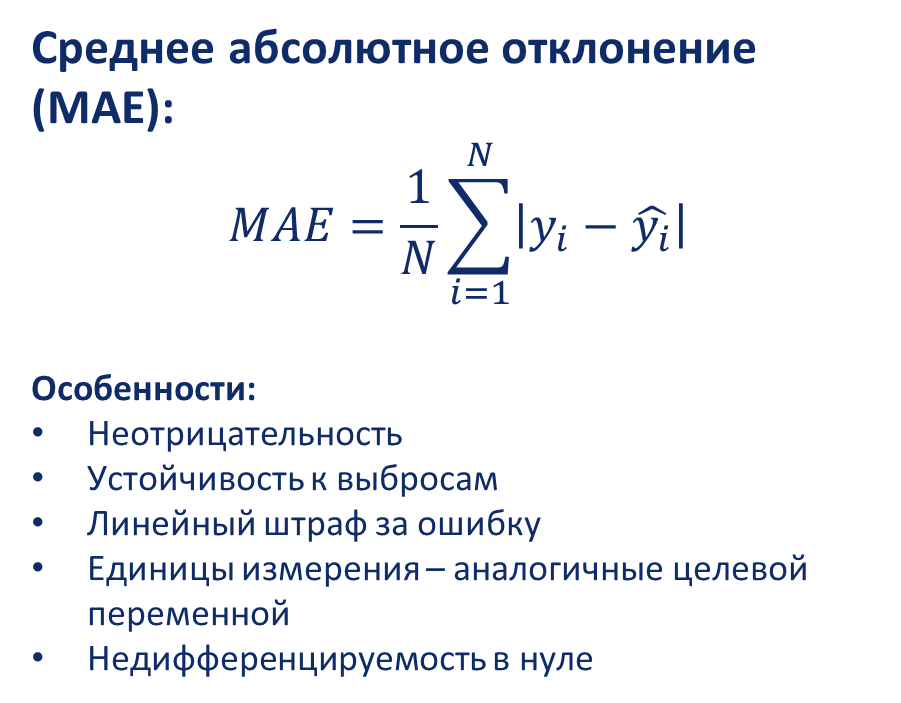 Среднее абсолютное отклонение
(MAE):
MAE = \frac{1}{N} \sum_{i=1}^{N} |y_i - \widehat{y_i}|
Особенности:
• Неотрицательность
• Устойчивость к выбросам
• Линейный штраф за ошибку
• Единицы измерения – аналогичные целевой
переменной
• Недифференцируемость в нуле